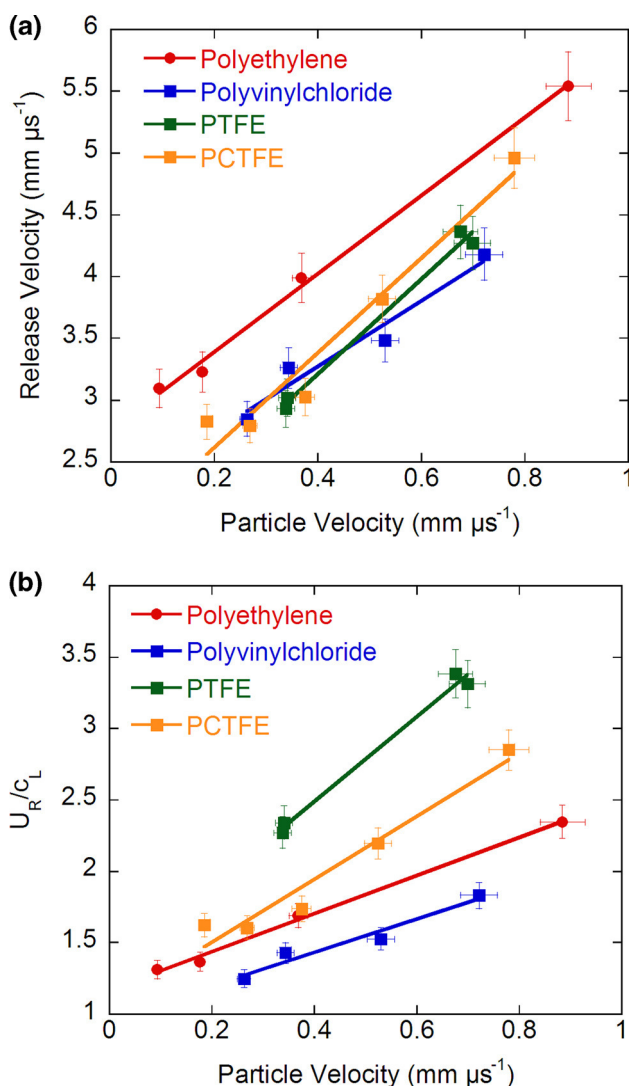 (a)
6
5.5
5
4.5
4
3.5
3
2.5
Release Velocity (mm µs⁻¹)
Polyethylene
Polyvinylchloride
PTFE
PCTFE
0 0.2 0.4 0.6 0.8 1
Particle Velocity (mm µs⁻¹)
(b)
4
3.5
3
2.5
2
1.5
1
U_R/c_L
Polyethylene
Polyvinylchloride
PTFE
PCTFE
0 0.2 0.4 0.6 0.8 1
Particle Velocity (mm µs⁻¹)